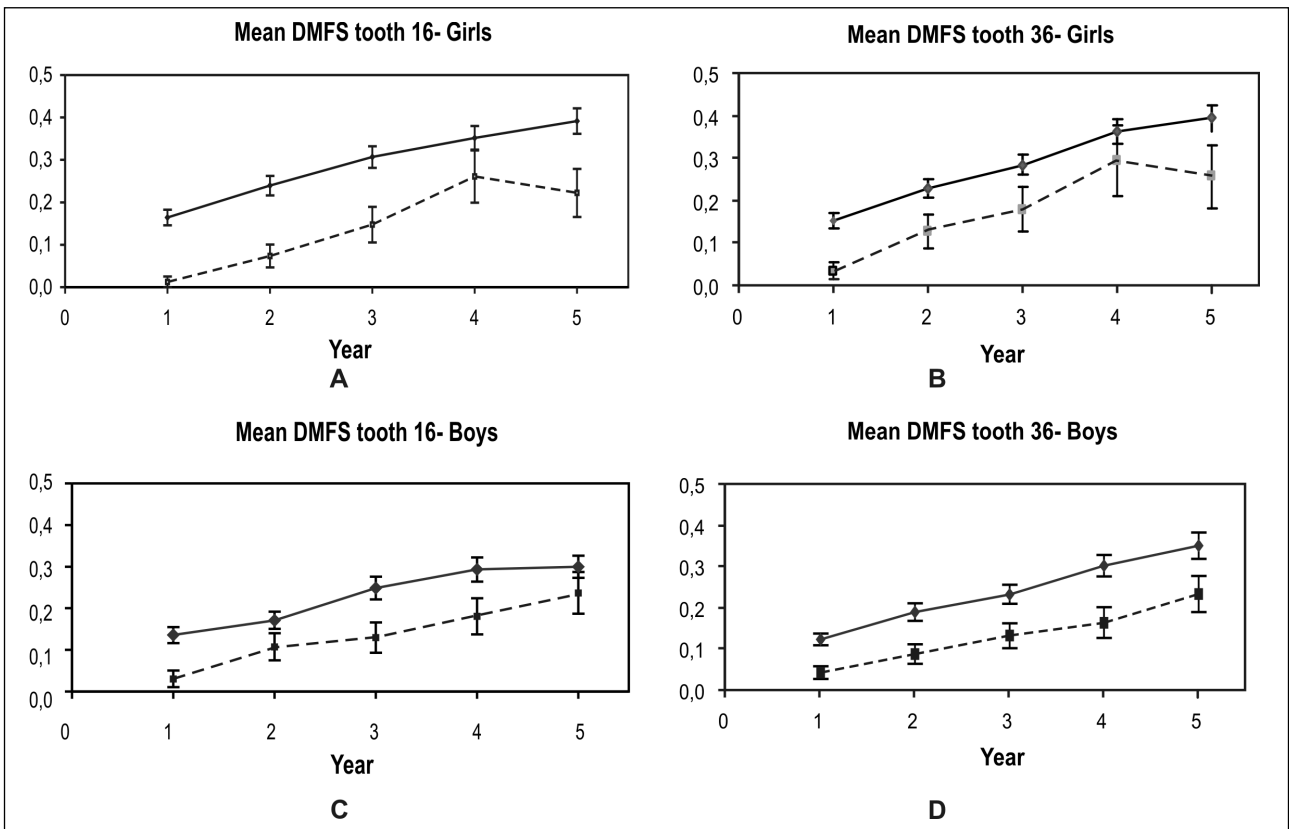 Mean DMFS tooth 16- Girls
0,5
0,4
0,3
0,2
0,1
0,0
0 1 2 3 4 5
Year
A
Mean DMFS tooth 36- Girls
0,5
0,4
0,3
0,2
0,1
0,0
0 1 2 3 4 5
Year
B
Mean DMFS tooth 16- Boys
0,5
0,4
0,3
0,2
0,1
0,0
0 1 2 3 4 5
Year
C
Mean DMFS tooth 36- Boys
0,5
0,4
0,3
0,2
0,1
0,0
0 1 2 3 4 5
Year
D